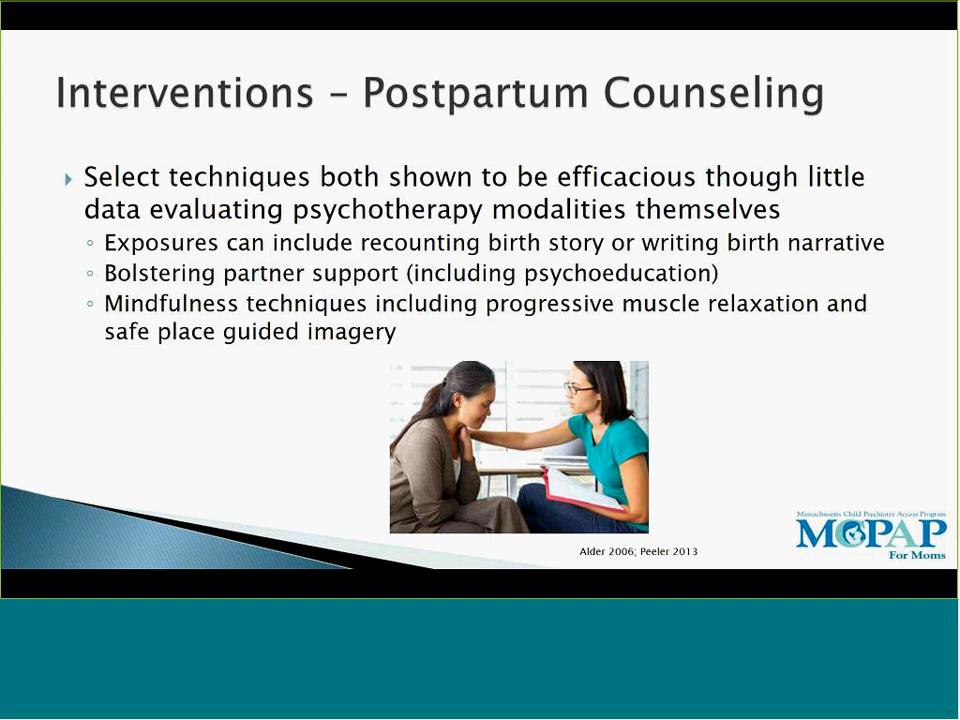 Interventions – Postpartum Counseling
Select techniques both shown to be efficacious though little
data evaluating psychotherapy modalities themselves
Exposures can include recounting birth story or writing birth narrative
Bolstering partner support (including psychoeducation)
Mindfulness techniques including progressive muscle relaxation and
safe place guided imagery
Alder 2006; Peeler 2013
Massachusetts Child Psychiatry Access Program
MCPAP
For Moms